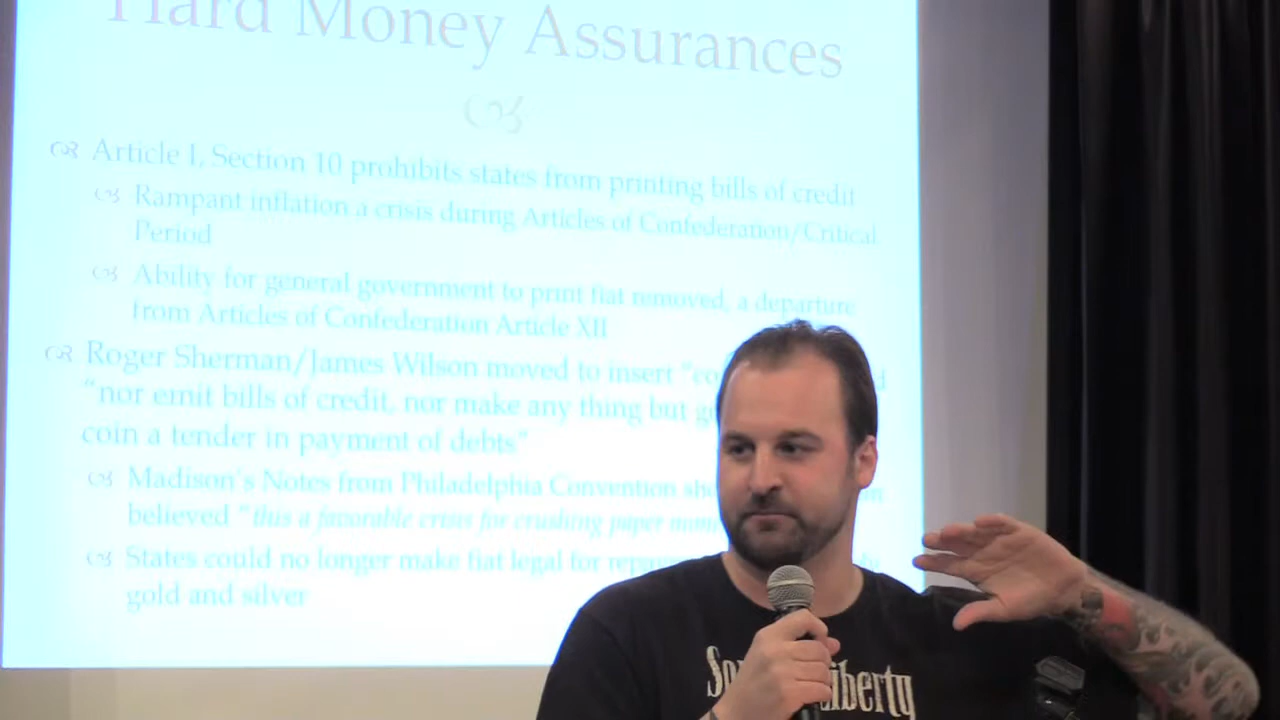 Hard Money Assurances
Article I, Section 10 prohibits states from printing bills of credit
Rampant inflation a crisis during Articles of Confederation/Critical
Period
Ability for general government to print fiat removed, a departure
from Articles of Confederation Article XII
Roger Sherman/James Wilson moved to insert "co
"nor emit bills of credit, nor make any thing but
coin a tender in payment of debts"
Madison's Notes from Philadelphia Convention
believed "this a favorable crisis for crushing paper
States could no longer make fiat legal for
gold and silver